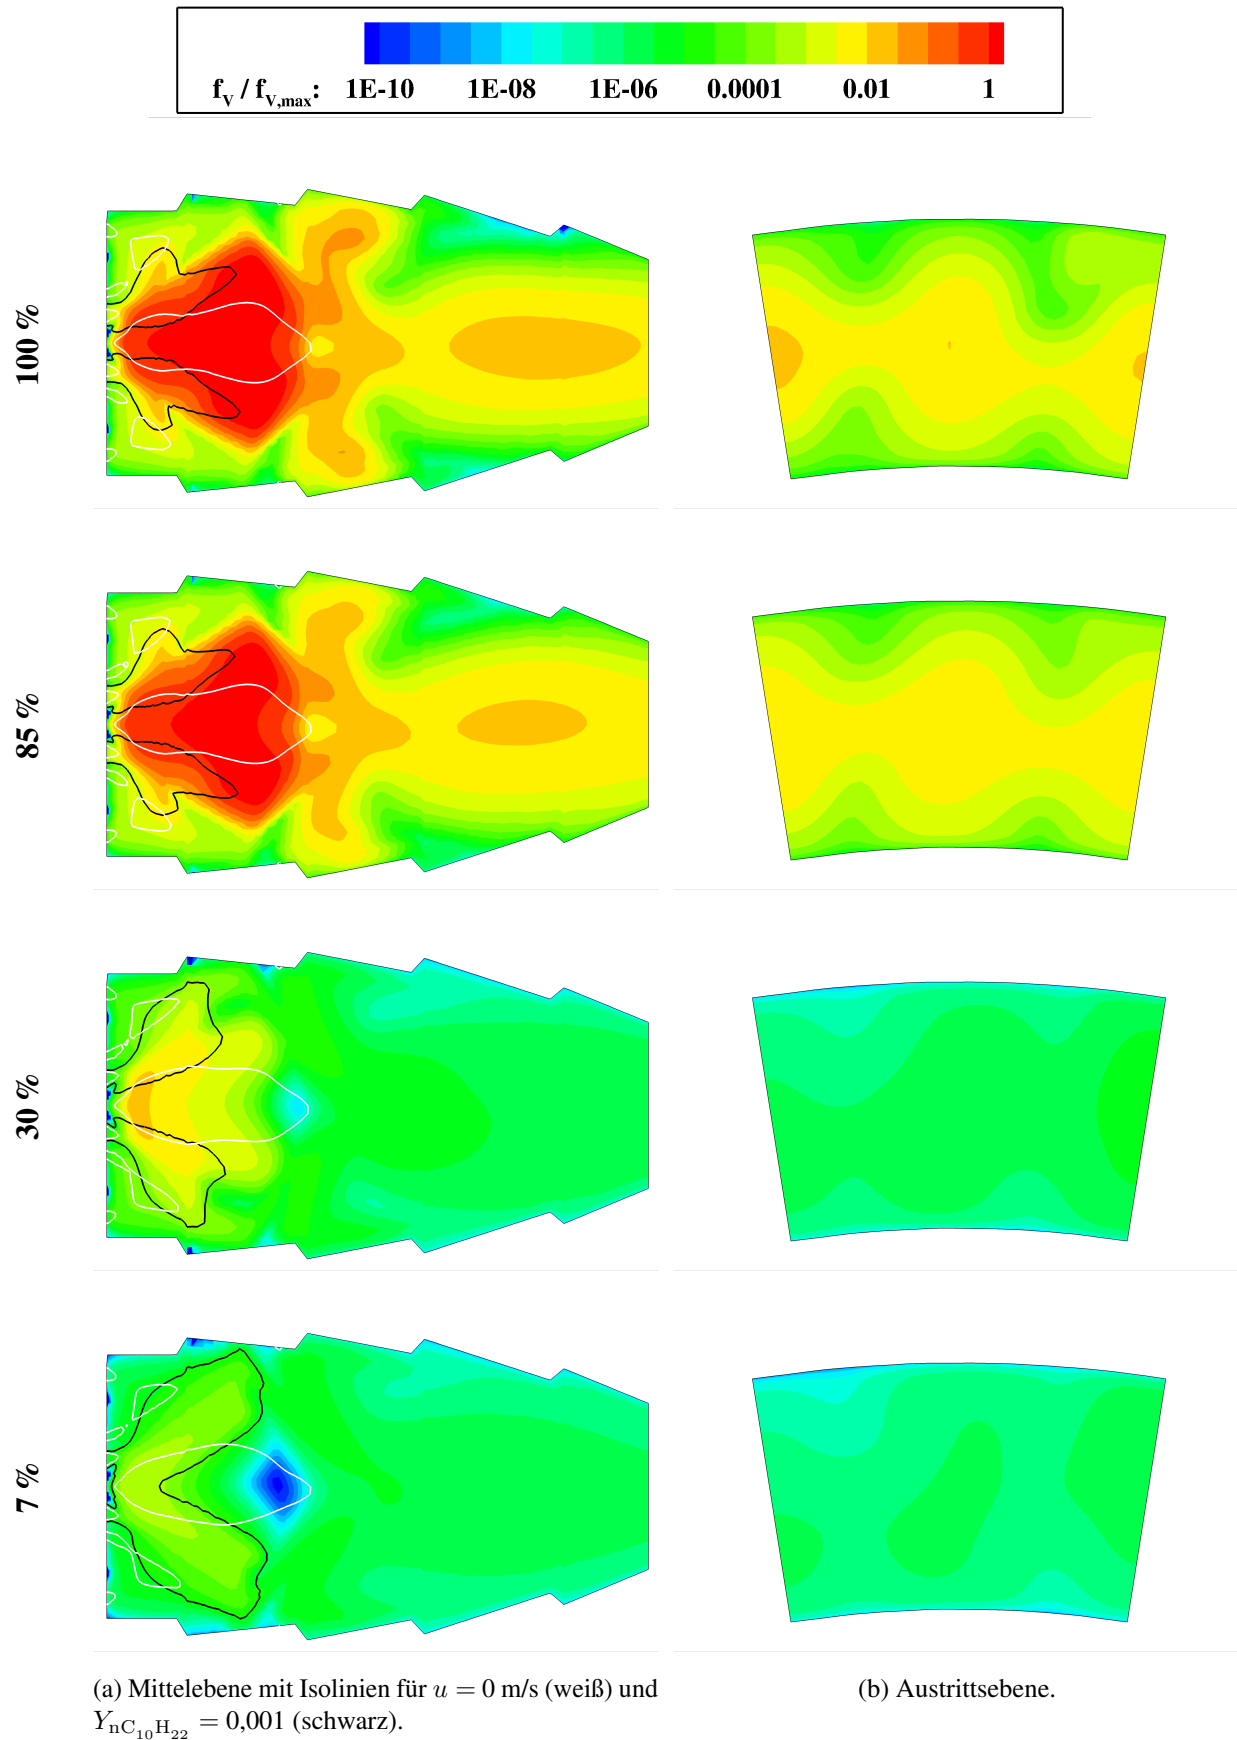 f_V / f_V,max: 1E-10 1E-08 1E-06 0.0001 0.01 1
100 %
85 %
30 %
7 %
(a) Mittelebene mit Isolinien für u = 0 m/s (weiß) und
Y_nC₁₀H₂₂ = 0,001 (schwarz).
(b) Austrittsebene.